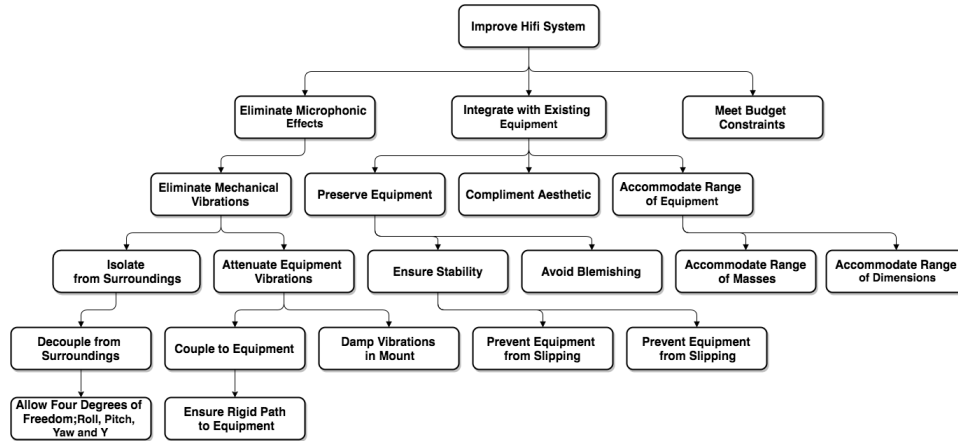 Improve Hifi System
Eliminate Microphonic
Effects
Integrate with Existing
Equipment
Meet Budget
Constraints
Eliminate Mechanical
Vibrations
Preserve Equipment
Compliment Aesthetic
Accommodate Range
of Equipment
Isolate
from Surroundings
Attenuate Equipment
Vibrations
Ensure Stability
Avoid Blemishing
Accommodate Range
of Masses
Accommodate Range
of Dimensions
Decouple from
Surroundings
Couple to Equipment
Damp Vibrations
in Mount
Prevent Equipment
from Slipping
Prevent Equipment
from Slipping
Allow Four Degrees of
Freedom;Roll, Pitch,
Yaw and Y
Ensure Rigid Path
to Equipment